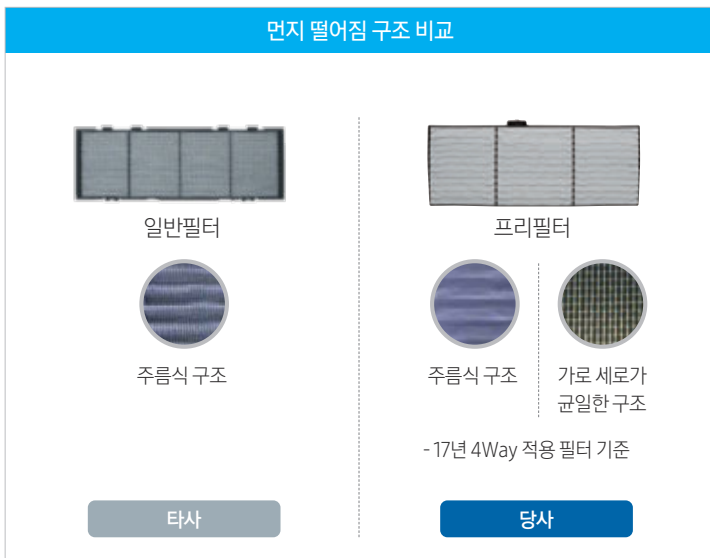 먼지 떨어짐 구조 비교
일반필터
주름식 구조
타사
프리필터
주름식 구조
가로 세로가
균일한 구조
- 17년 4Way 적용 필터 기준
당사